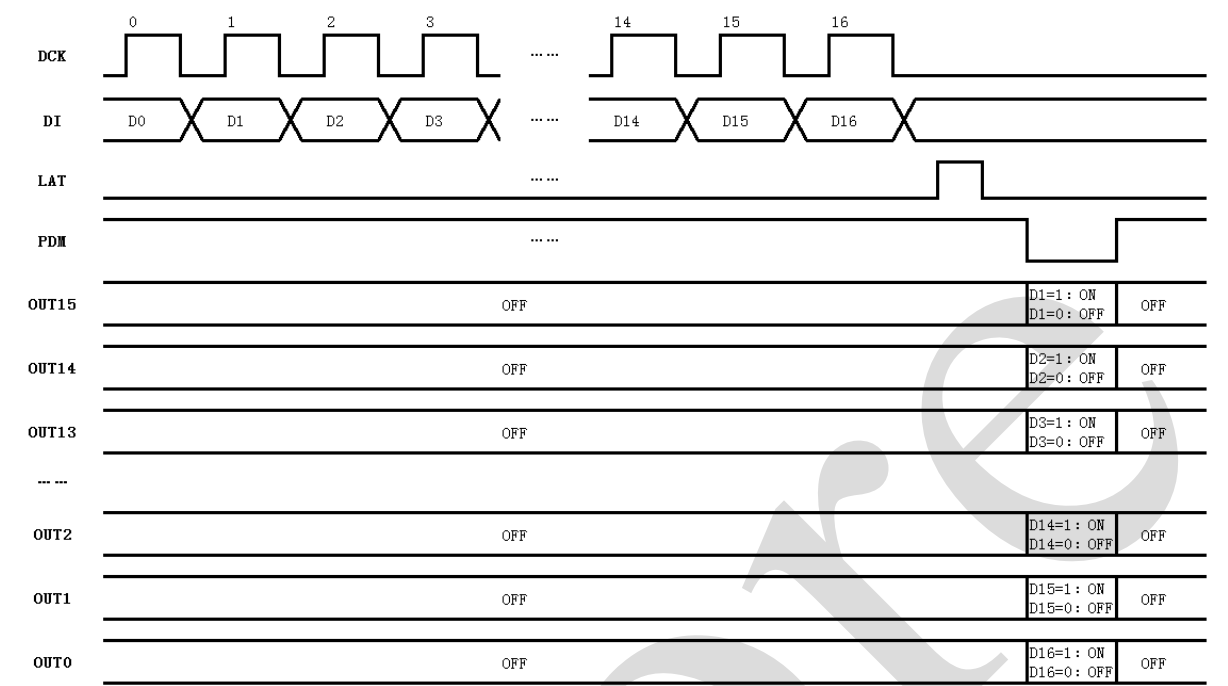 0 1 2 3 14 15 16
DCK ... ...
DI D0 D1 D2 D3 ... ... D14 D15 D16
LAT ... ...
PDM ... ...
OUT15 OFF D1=1: ON
D1=0: OFF OFF
OUT14 OFF D2=1: ON
D2=0: OFF OFF
OUT13 OFF D3=1: ON
D3=0: OFF OFF
... ...
OUT2 OFF D14=1: ON
D14=0: OFF OFF
OUT1 OFF D15=1: ON
D15=0: OFF OFF
OUT0 OFF D16=1: ON
D16=0: OFF OFF
re